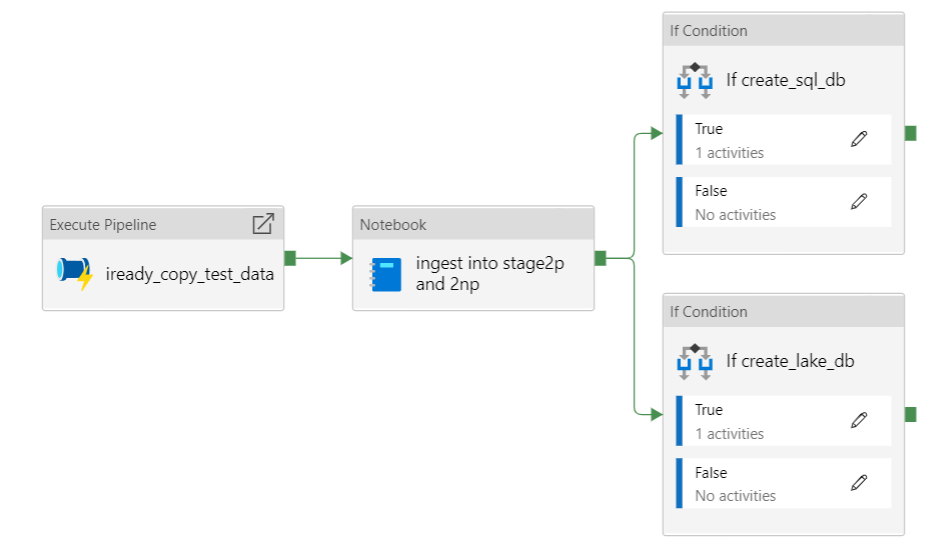 Execute Pipeline
iready_copy_test_data
Notebook
ingest into stage2p
and 2np
If Condition
If create_sql_db
True
1 activities
False
No activities
If Condition
If create_lake_db
True
1 activities
False
No activities